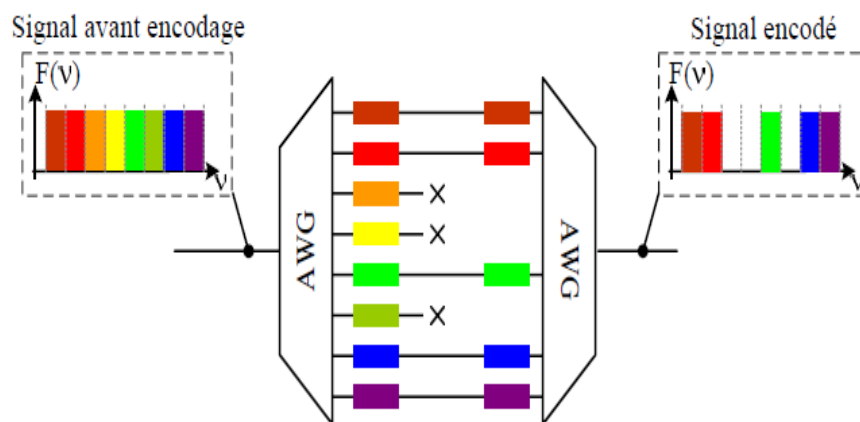 Signal avant encodage
F(ν)
ν
AWG
X
X
X
AWG
Signal encodé
F(ν)
ν